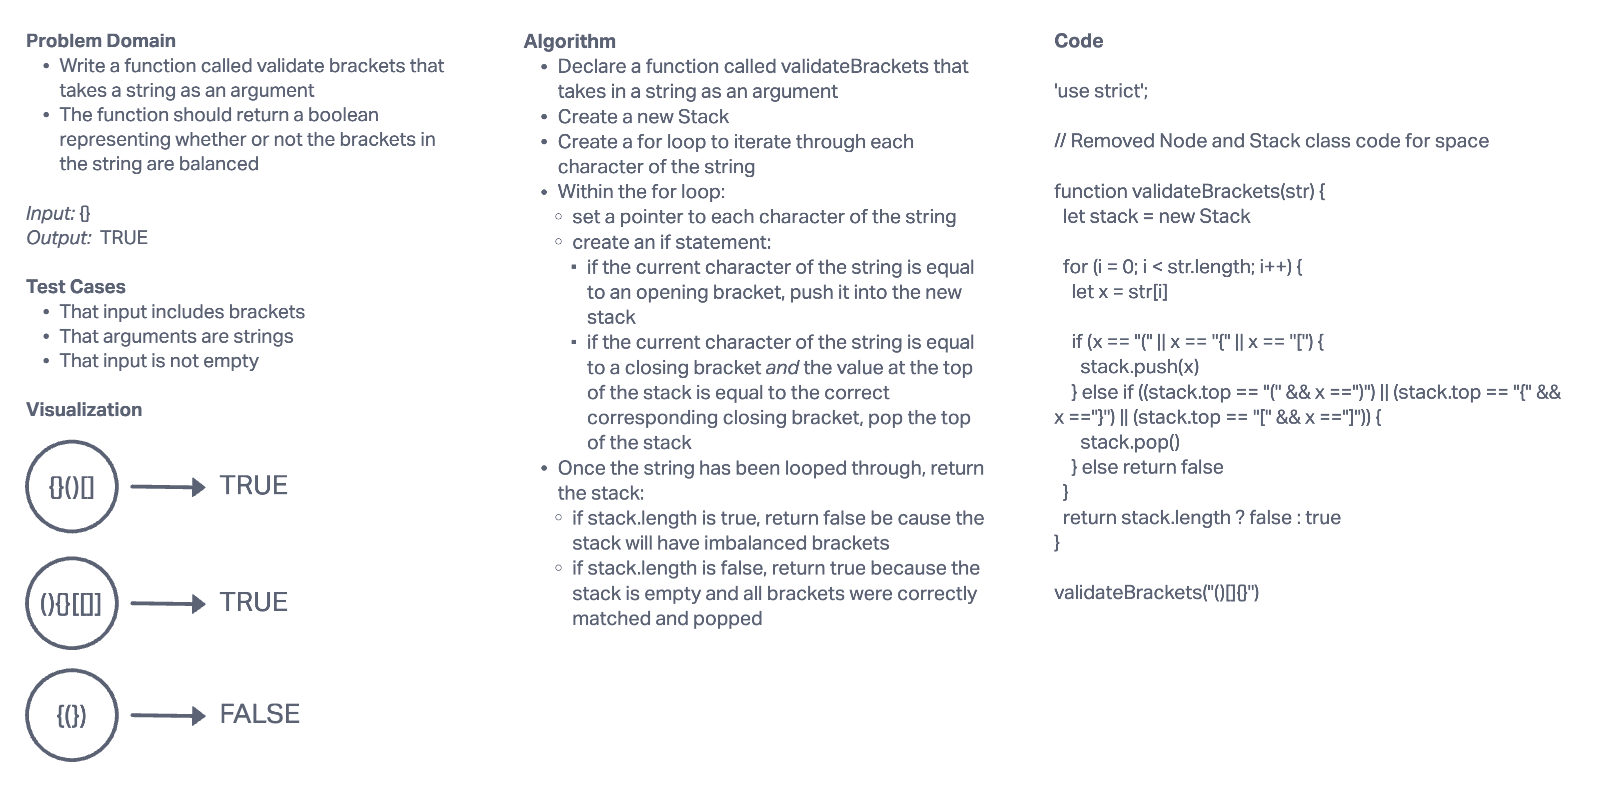 Problem Domain
• Write a function called validate brackets that
takes a string as an argument
• The function should return a boolean
representing whether or not the brackets in
the string are balanced
Input: {}
Output:  TRUE
Test Cases
• That input includes brackets
• That arguments are strings
• That input is not empty
Visualization
{}()[]
TRUE
(){}[[]]
TRUE
{(})
FALSE
Algorithm
• Declare a function called validateBrackets that
takes in a string as an argument
• Create a new Stack
• Create a for loop to iterate through each
character of the string
• Within the for loop:
◦ set a pointer to each character of the string
◦ create an if statement:
▪ if the current character of the string is equal
to an opening bracket, push it into the new
stack
▪ if the current character of the string is equal
to a closing bracket and the value at the top
of the stack is equal to the correct
corresponding closing bracket, pop the top
of the stack
• Once the string has been looped through, return
the stack:
◦ if stack.length is true, return false be cause the
stack will have imbalanced brackets
◦ if stack.length is false, return true because the
stack is empty and all brackets were correctly
matched and popped
Code
'use strict';
// Removed Node and Stack class code for space
function validateBrackets(str) {
let stack = new Stack
for (i = 0; i < str.length; i++) {
let x = str[i]
if (x == "(" || x == "{" || x == "[") {
stack.push(x)
} else if ((stack.top == "(" && x ==")") || (stack.top == "{" &&
x =="}") || (stack.top == "[" && x =="]")) {
stack.pop()
} else return false
}
return stack.length ? false : true
}
validateBrackets("()[]{}")